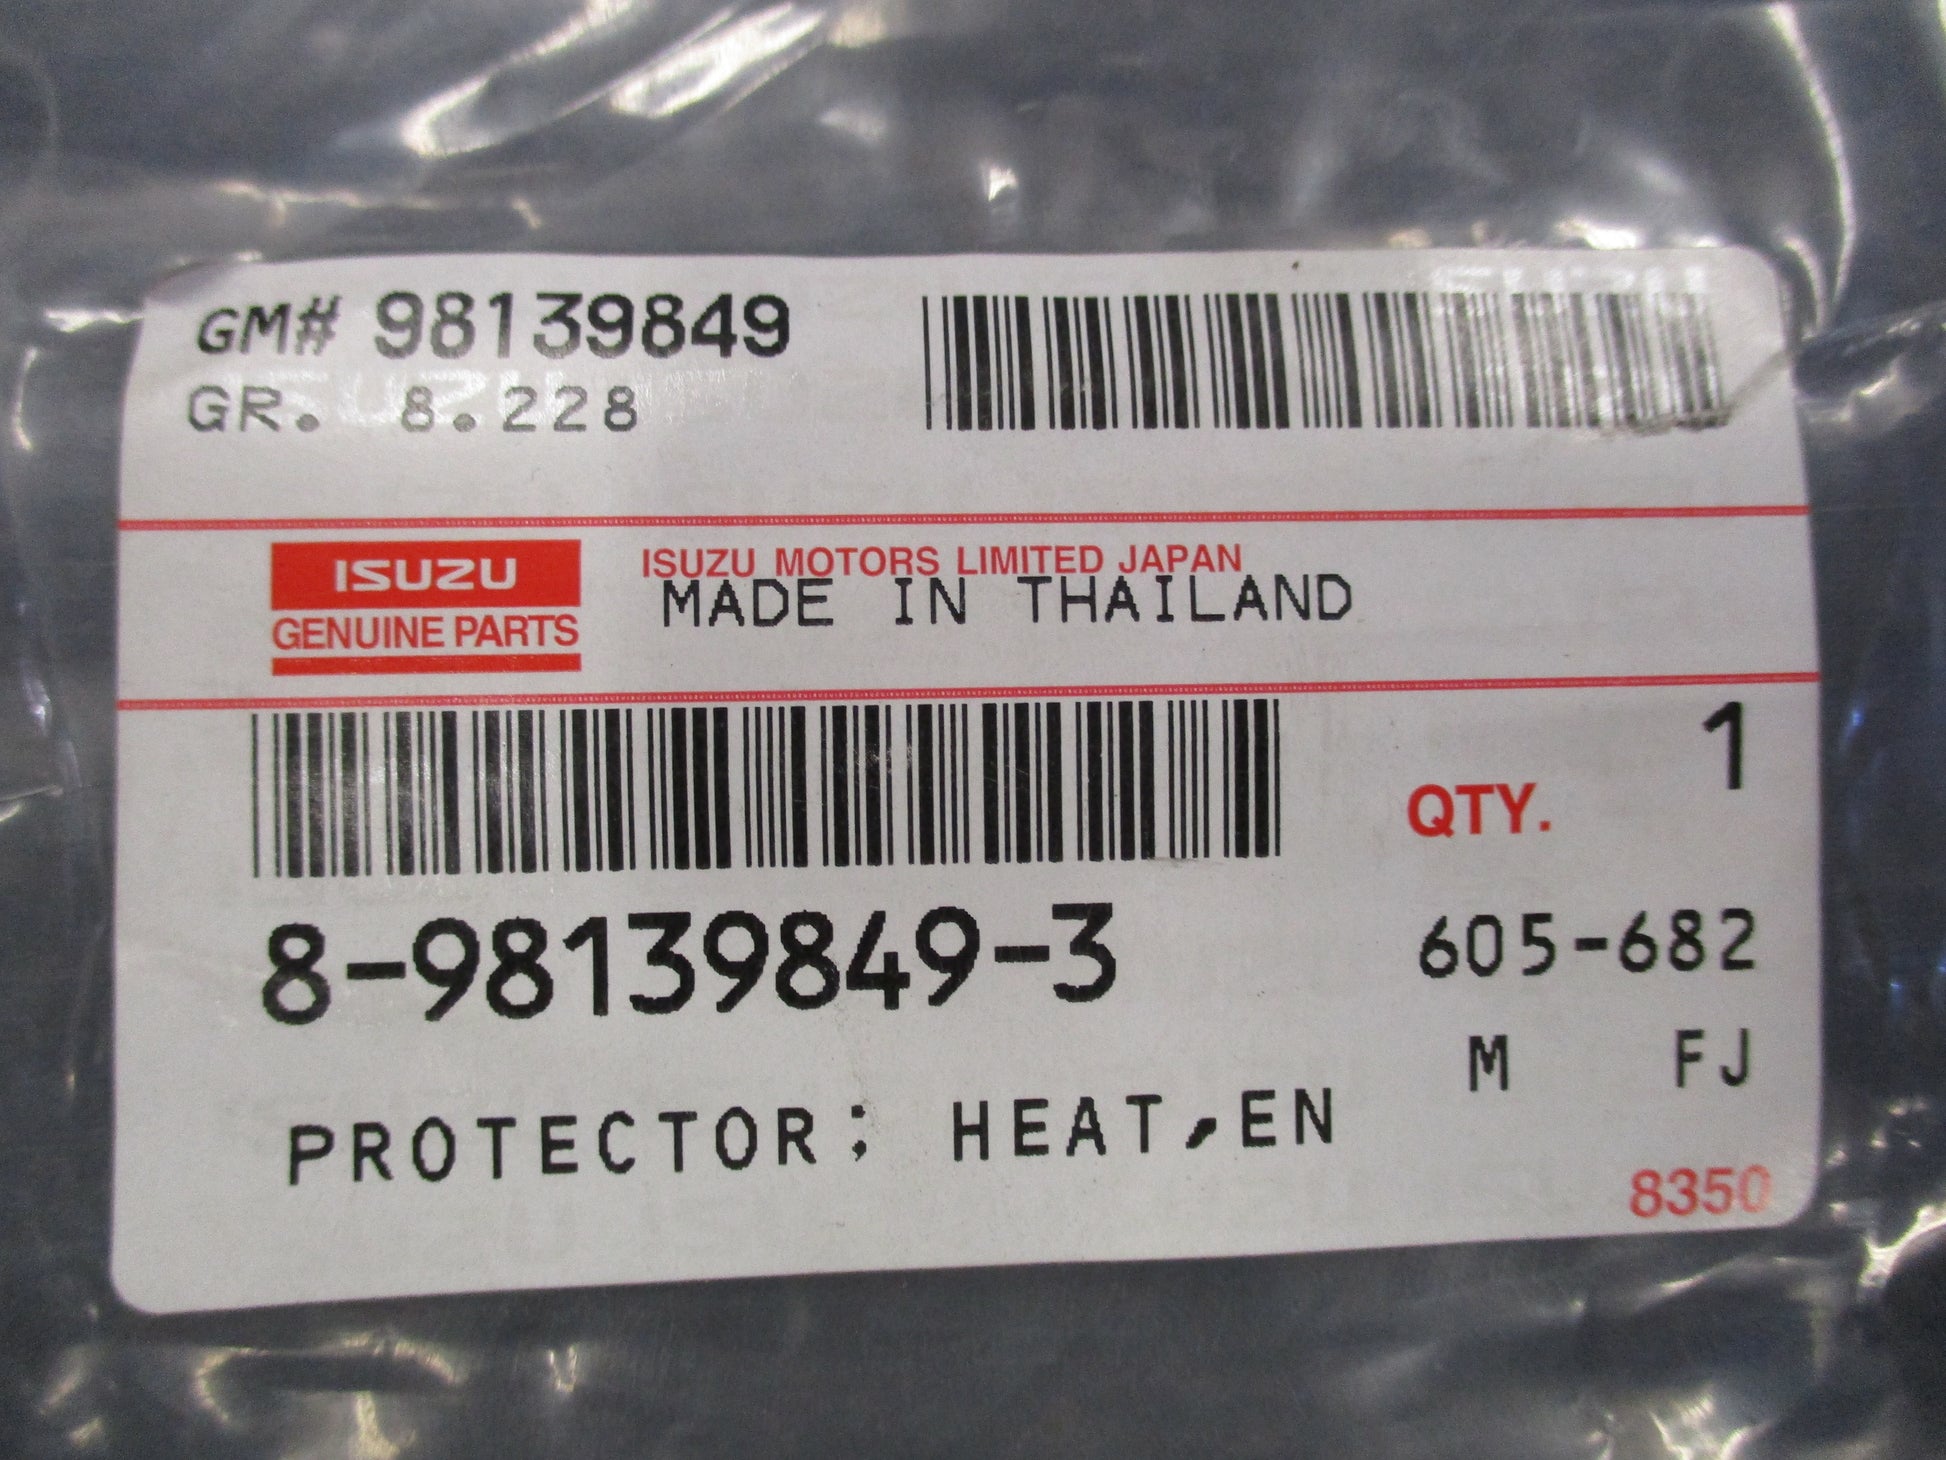 GM# 98139849
GR. 8.228
ISUZU
GENUINE PARTS
ISUZU MOTORS LIMITED JAPAN
MADE IN THAILAND
QTY. 1
8-98139849-3
605-682
M FJ
PROTECTOR; HEAT,EN
8350